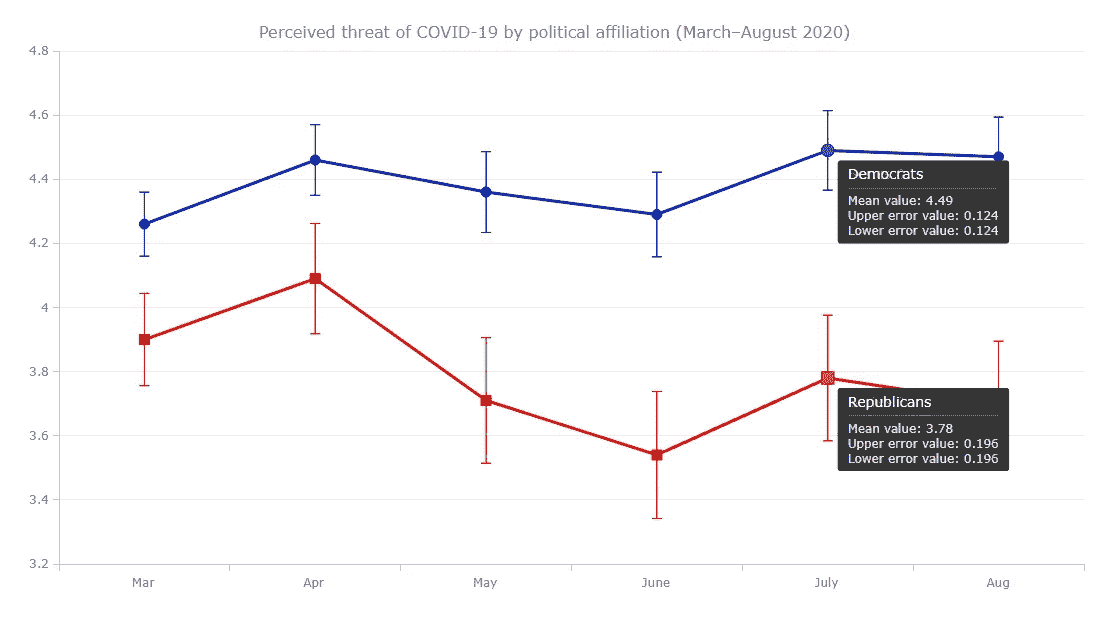 Perceived threat of COVID-19 by political affiliation (March–August 2020)
4.8
4.6
4.4
4.2
4
3.8
3.6
3.4
3.2
Democrats
Mean value: 4.49
Upper error value: 0.124
Lower error value: 0.124
Republicans
Mean value: 3.78
Upper error value: 0.196
Lower error value: 0.196
Mar Apr May June July Aug